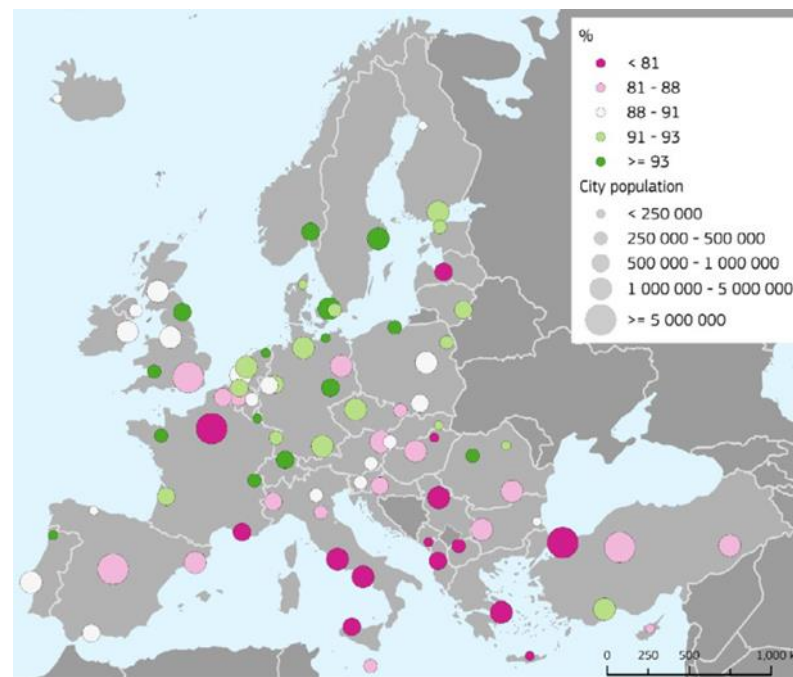 %
< 81
81 - 88
88 - 91
91 - 93
>= 93
City population
< 250 000
250 000 - 500 000
500 000 - 1 000 000
1 000 000 - 5 000 000
>= 5 000 000
0 250 500 1,000 k